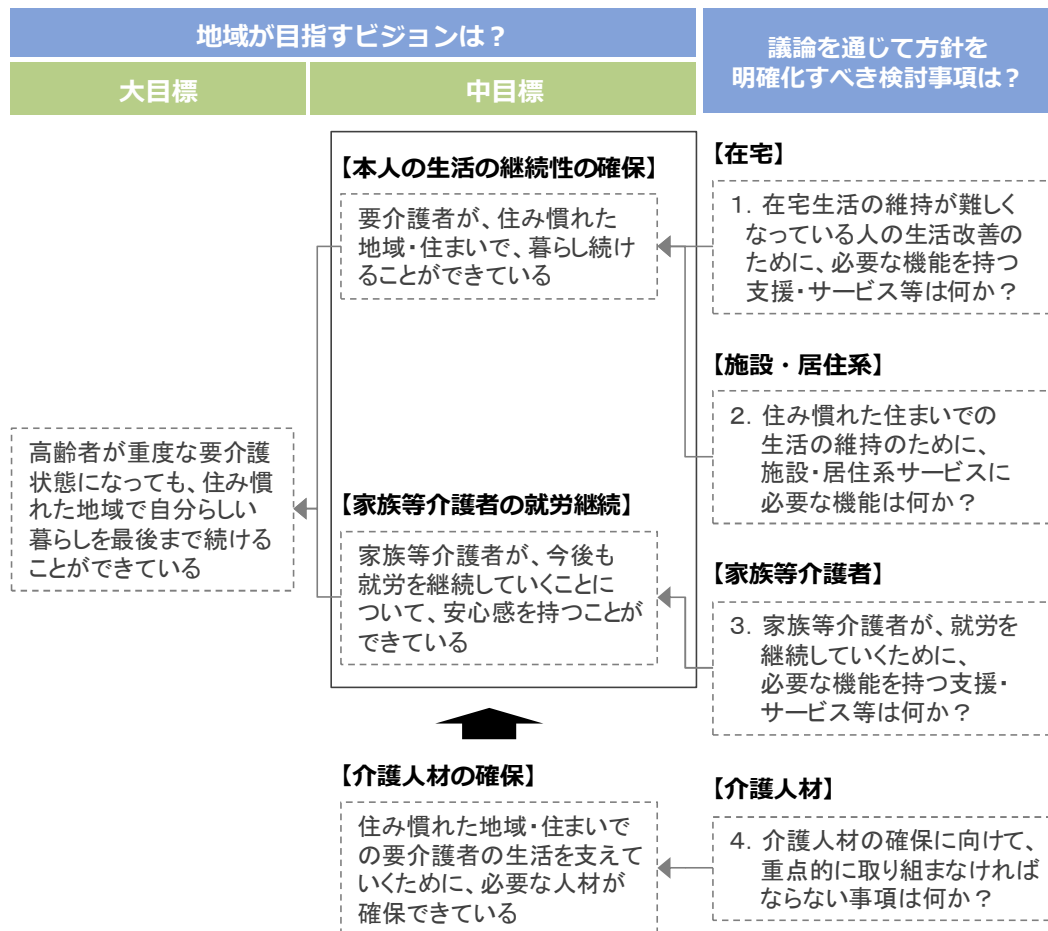 地域が目指すビジョンは？
議論を通じて方針を
明確化すべき検討事項は？
大目標
中目標
高齢者が重度な要介護
状態になっても、住み慣
れた地域で自分らしい
暮らしを最後まで続ける
ことができている
【本人の生活の継続性の確保】
要介護者が、住み慣れた
地域・住まいで、暮らし続け
ることができている
【家族等介護者の就労継続】
家族等介護者が、今後も
就労を継続していくことに
ついて、安心感を持つことが
できている
【介護人材の確保】
住み慣れた地域・住まいで
の要介護者の生活を支えて
いくために、必要な人材が
確保できている
【在宅】
１．在宅生活の維持が難しく
なっている人の生活改善の
ために、必要な機能を持つ
支援・サービス等は何か？
【施設・居住系】
２．住み慣れた住まいでの
生活の維持のために、
施設・居住系サービスに
必要な機能は何か？
【家族等介護者】
３．家族等介護者が、就労を
継続していくために、
必要な機能を持つ支援・
サービス等は何か？
【介護人材】
４．介護人材の確保に向けて、
重点的に取り組まなければ
ならない事項は何か？